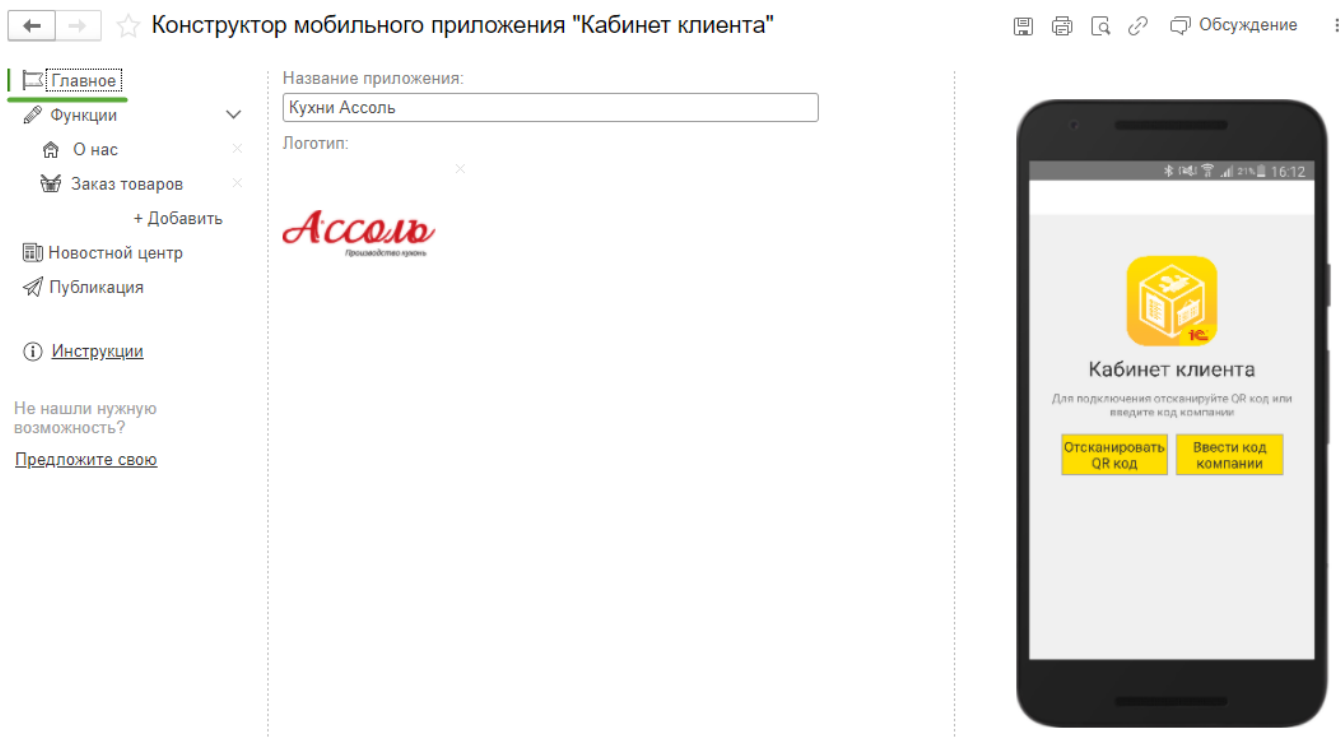 Конструктор мобильного приложения "Кабинет клиента"
Обсуждение
Главное
Функции
О нас
Заказ товаров
+ Добавить
Новостной центр
Публикация
Инструкции
Не нашли нужную
возможность?
Предложите свою
Название приложения:
Кухни Ассоль
Логотип:
Ассоль
Производство кухонь
21% 16:12
1С
Кабинет клиента
Для подключения отсканируйте QR код или
введите код компании
Отсканировать
QR код
Ввести код
компании